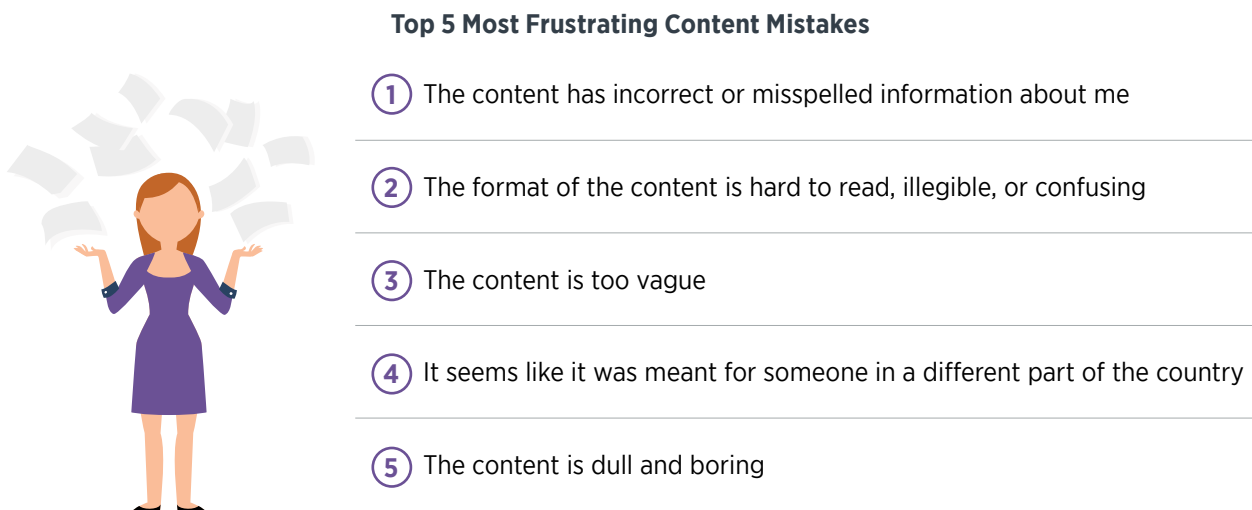 Top 5 Most Frustrating Content Mistakes
1 The content has incorrect or misspelled information about me
2 The format of the content is hard to read, illegible, or confusing
3 The content is too vague
4 It seems like it was meant for someone in a different part of the country
5 The content is dull and boring